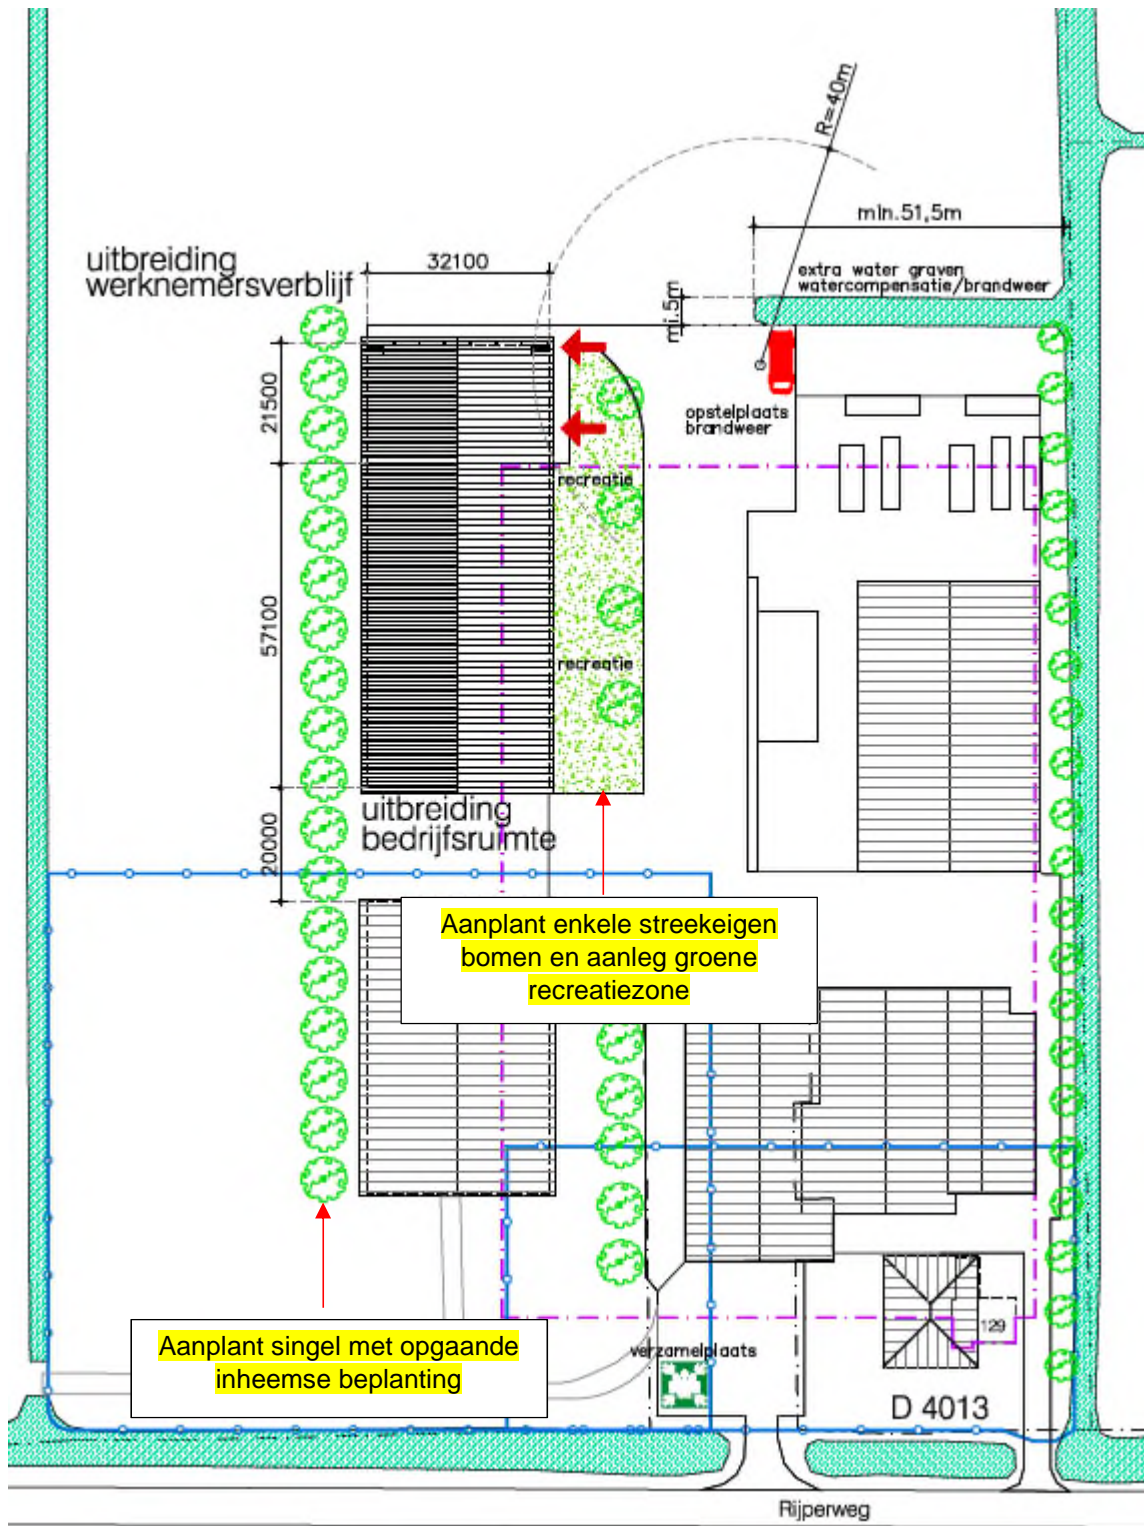 R=40m
min.51,5m
uitbreiding
werknemersverblijf
32100
extra water graven
watercompensatie/brandweer
mi.5m
21500
opstelplaats
brandweer
recreatie
57100
recreatie
uitbreiding
bedrijfsruimte
20000
Aanplant enkele streekeigen
bomen en aanleg groene
recreatiezone
Aanplant singel met opgaande
inheemse beplanting
verzamelplaats
129
D 4013
Rijperweg